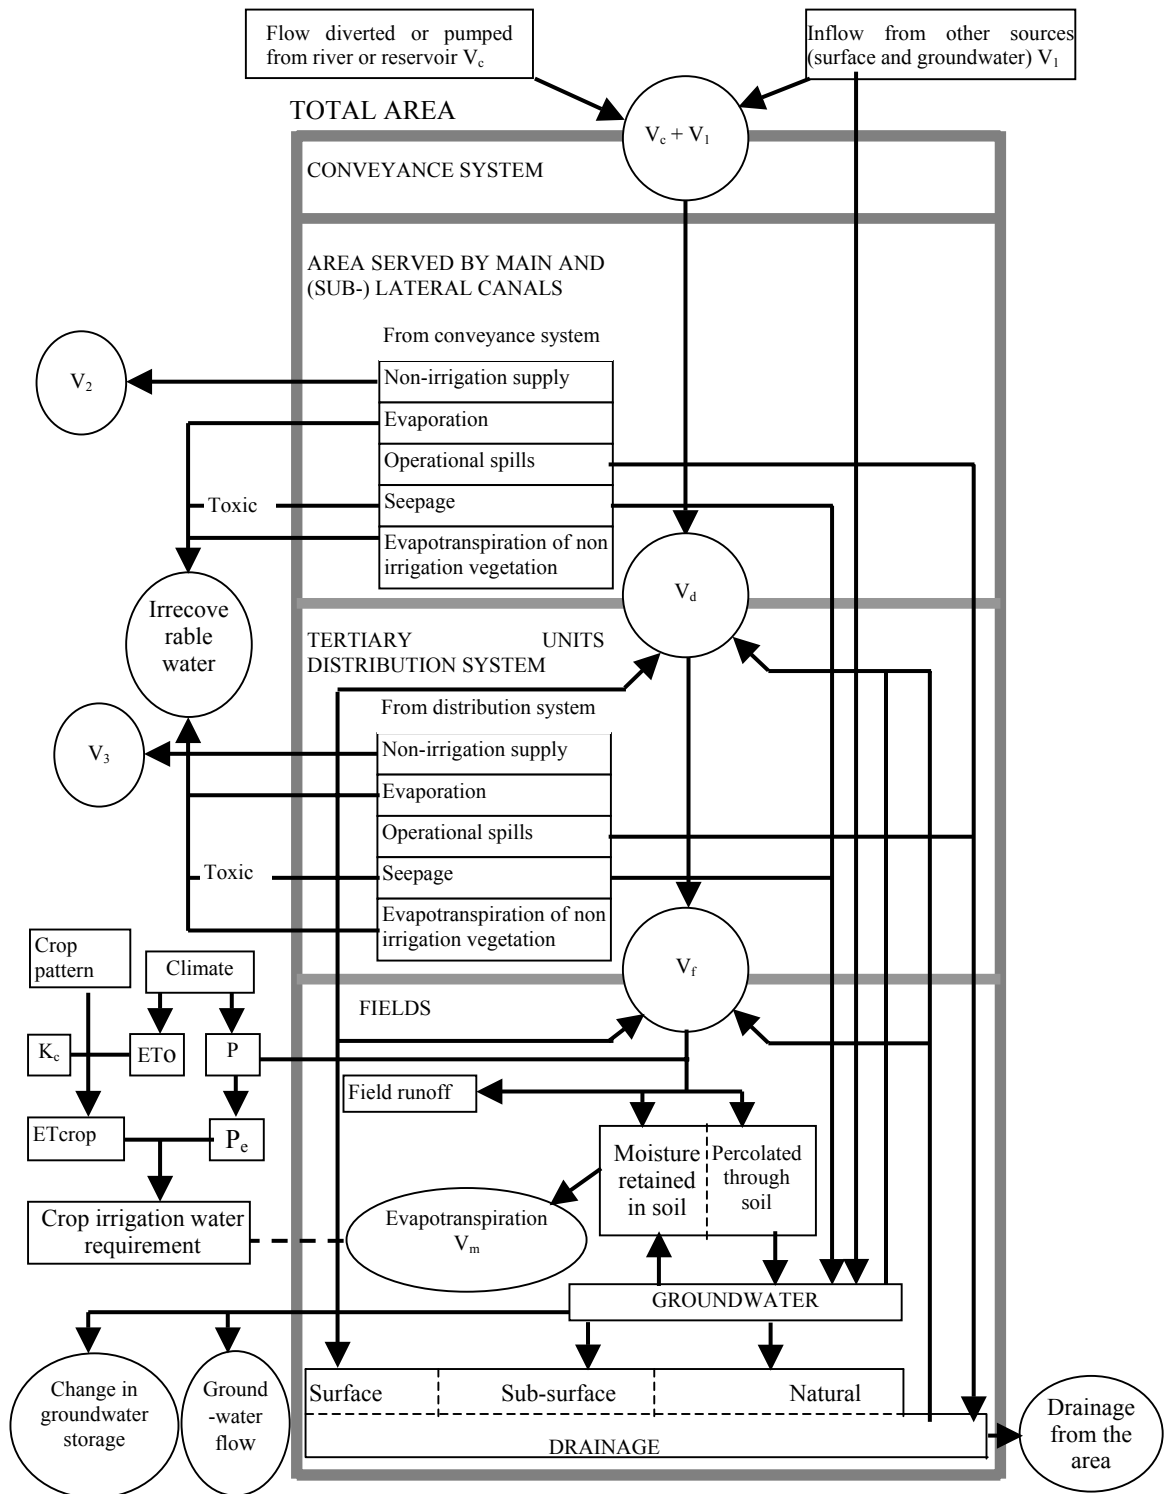 Flow diverted or pumped
from river or reservoir Vc
Inflow from other sources
(surface and groundwater) V1
TOTAL AREA
Vc + V1
CONVEYANCE SYSTEM
AREA SERVED BY MAIN AND
(SUB-) LATERAL CANALS
From conveyance system
V2
Non-irrigation supply
Evaporation
Operational spills
Toxic
Seepage
Evapotranspiration of non
irrigation vegetation
Vd
Irrecove
rable
water
TERTIARY UNITS
DISTRIBUTION SYSTEM
From distribution system
V3
Non-irrigation supply
Evaporation
Operational spills
Toxic
Seepage
Evapotranspiration of non
irrigation vegetation
Vf
Crop
pattern
Climate
FIELDS
Kc
ETO
P
Field runoff
ETcrop
Pe
Moisture
retained
in soil
Percolated
through
soil
Crop irrigation water
requirement
Evapotranspiration
Vm
GROUNDWATER
Change in
groundwater
storage
Ground
-water
flow
Surface
Sub-surface
Natural
DRAINAGE
Drainage
from the
area